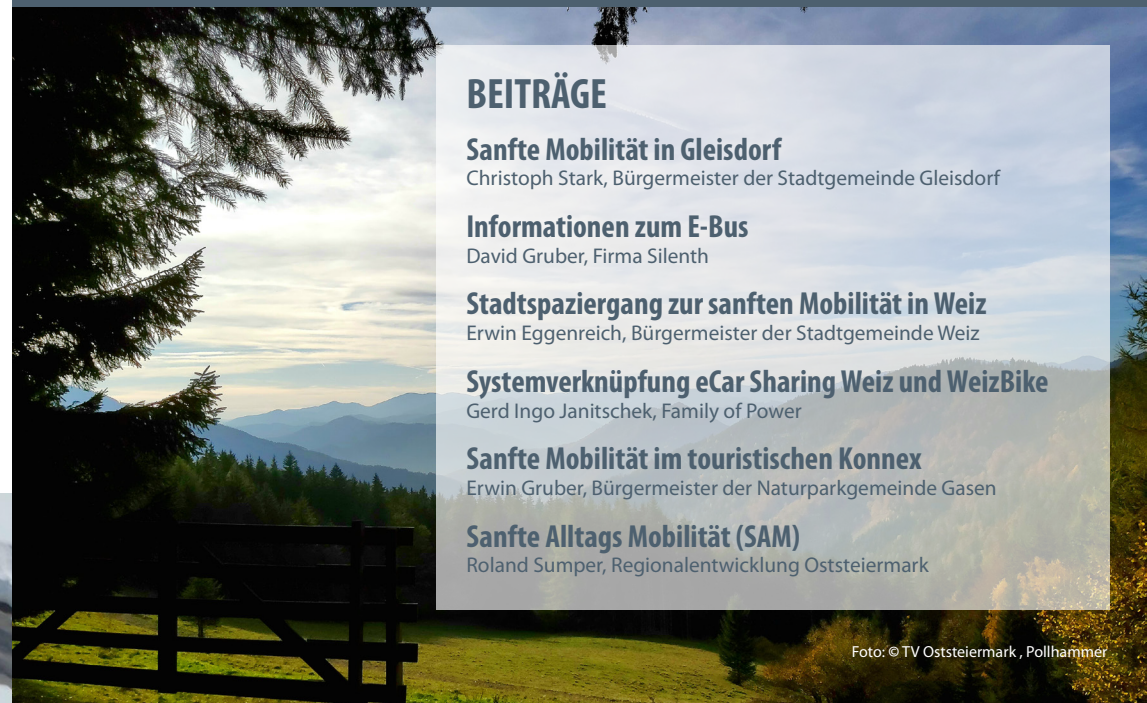 BEITRÄGE
Sanfte Mobilität in Gleisdorf
Christoph Stark, Bürgermeister der Stadtgemeinde Gleisdorf
Informationen zum E-Bus
David Gruber, Firma Silenth
Stadtspaziergang zur sanften Mobilität in Weiz
Erwin Eggenreich, Bürgermeister der Stadtgemeinde Weiz
Systemverknüpfung eCar Sharing Weiz und WeizBike
Gerd Ingo Janitschek, Family of Power
Sanfte Mobilität im touristischen Konnex
Erwin Gruber, Bürgermeister der Naturparkgemeinde Gasen
Sanfte Alltags Mobilität (SAM)
Roland Sumper, Regionalentwicklung Oststeiermark
Foto: © TV Oststeiermark , Pollhammer